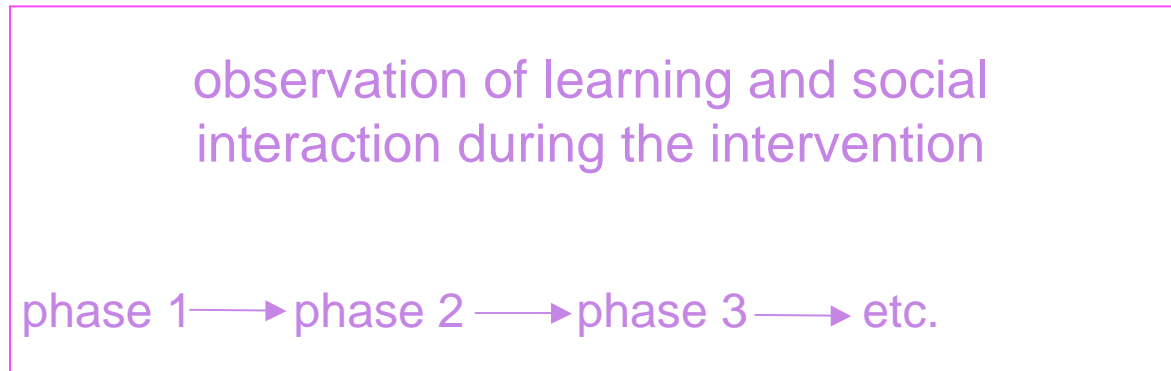 observation of learning and social
interaction during the intervention
phase 1 phase 2 phase 3 etc.